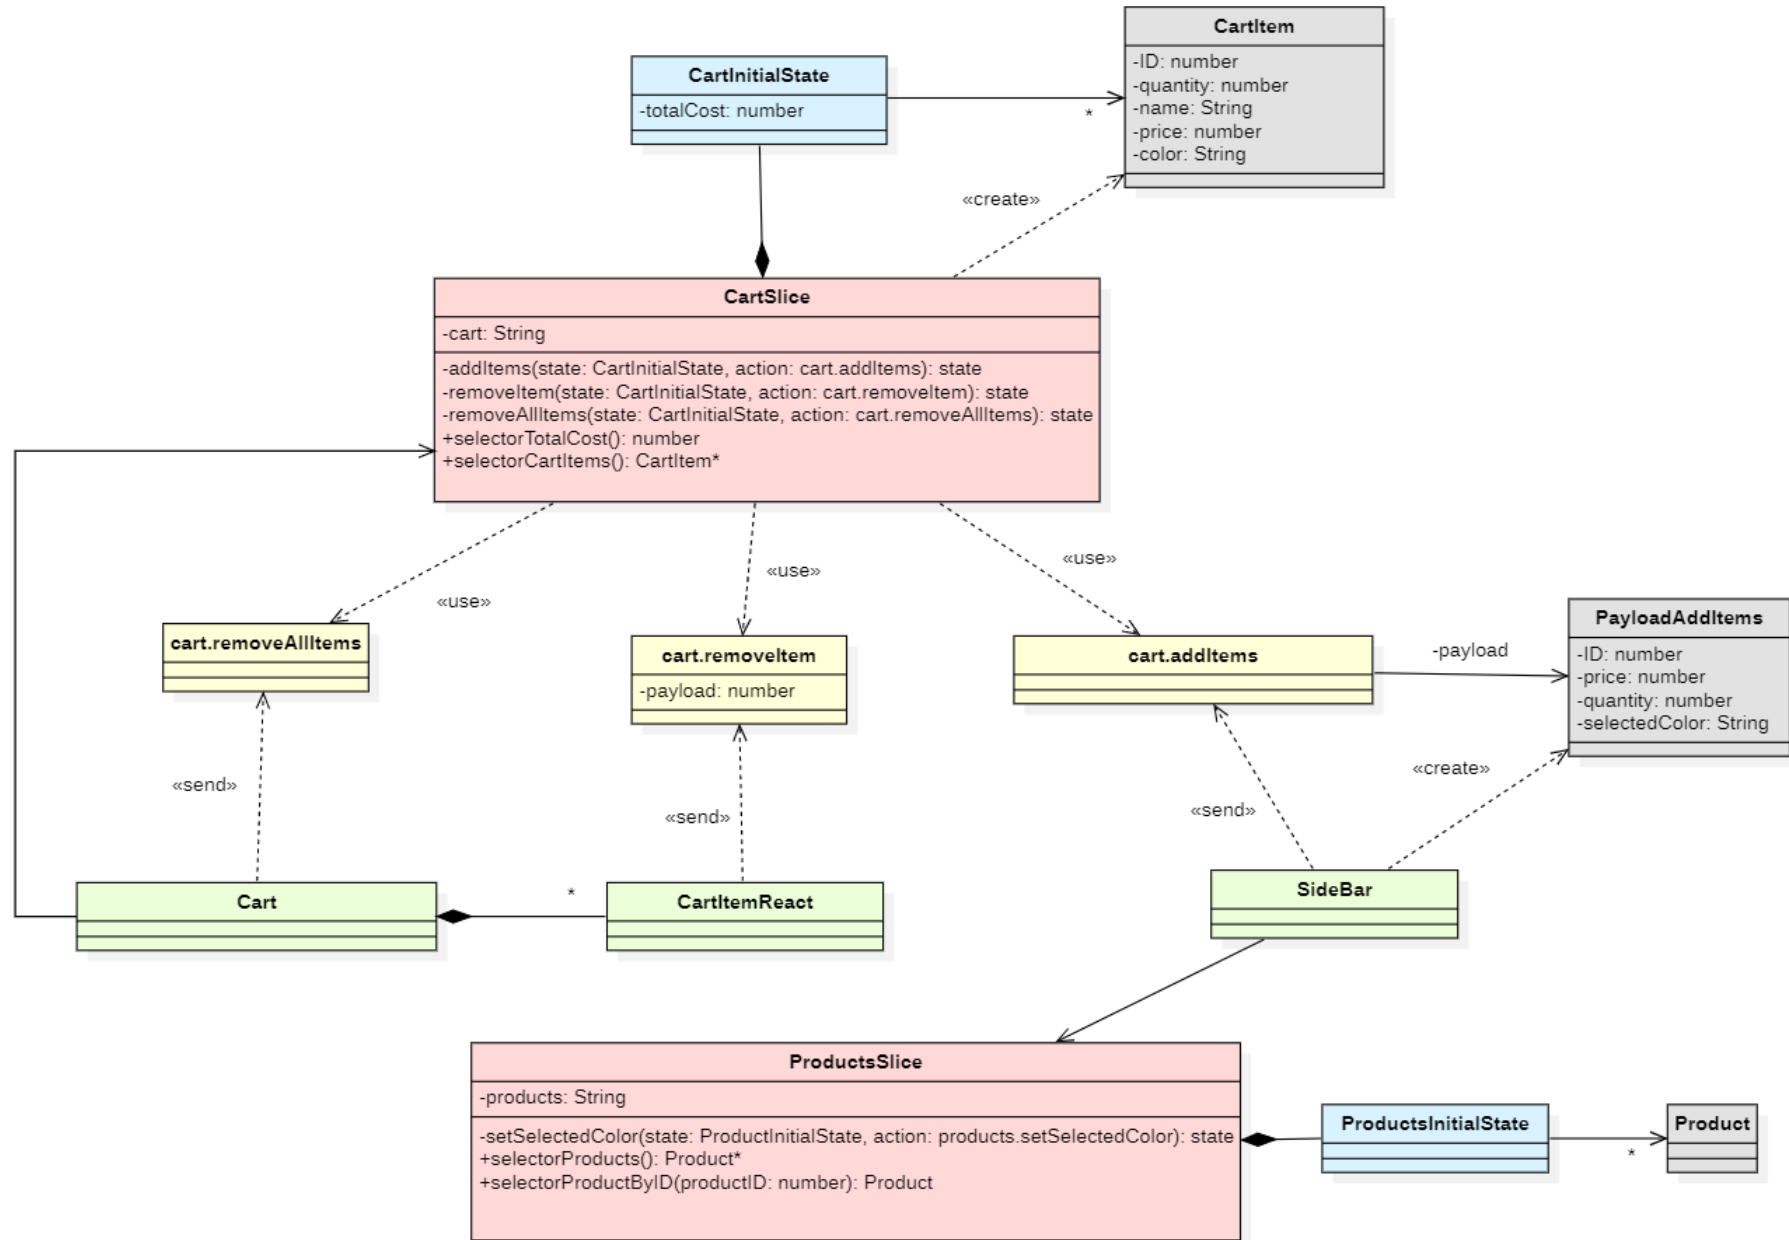 CartItem
-ID: number
-quantity: number
-name: String
-price: number
-color: String
CartInitialState
-totalCost: number
*
«create»
CartSlice
-cart: String
-addItems(state: CartInitialState, action: cart.addItems): state
-removeItem(state: CartInitialState, action: cart.removeItem): state
-removeAllItems(state: CartInitialState, action: cart.removeAllItems): state
+selectorTotalCost(): number
+selectorCartItems(): CartItem*
«use»
«use»
«use»
cart.removeAllItems
cart.removeItem
-payload: number
cart.addItems
-payload
PayloadAddItems
-ID: number
-price: number
-quantity: number
-selectedColor: String
«send»
«send»
«send»
«create»
Cart
*
CartItemReact
SideBar
ProductsSlice
-products: String
-setSelectedColor(state: ProductInitialState, action: products.setSelectedColor): state
+selectorProducts(): Product*
+selectorProductByID(productID: number): Product
ProductsInitialState
*
Product